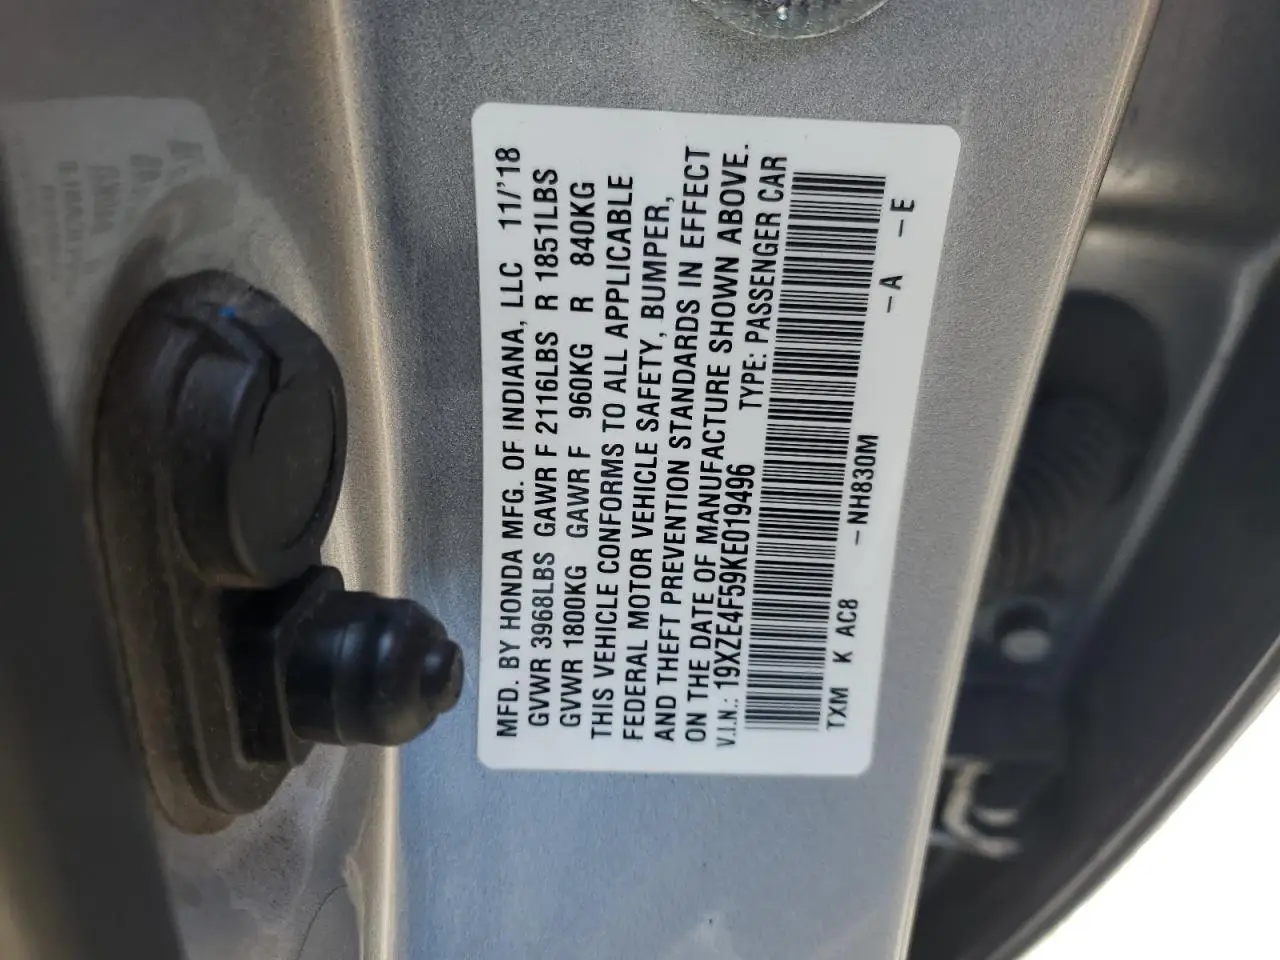 MFD. BY HONDA MFG. OF INDIANA, LLC 11/'18
GVWR 3968LBS GAWR F 2116LBS R 1851LBS
GVWR 1800KG GAWR F 960KG R 840KG
THIS VEHICLE CONFORMS TO ALL APPLICABLE
FEDERAL MOTOR VEHICLE SAFETY, BUMPER,
AND THEFT PREVENTION STANDARDS IN EFFECT
ON THE DATE OF MANUFACTURE SHOWN ABOVE.
V.I.N.: 19XZE4F59KE019496 TYPE: PASSENGER CAR
TXM K AC8 -NH830M -A -E